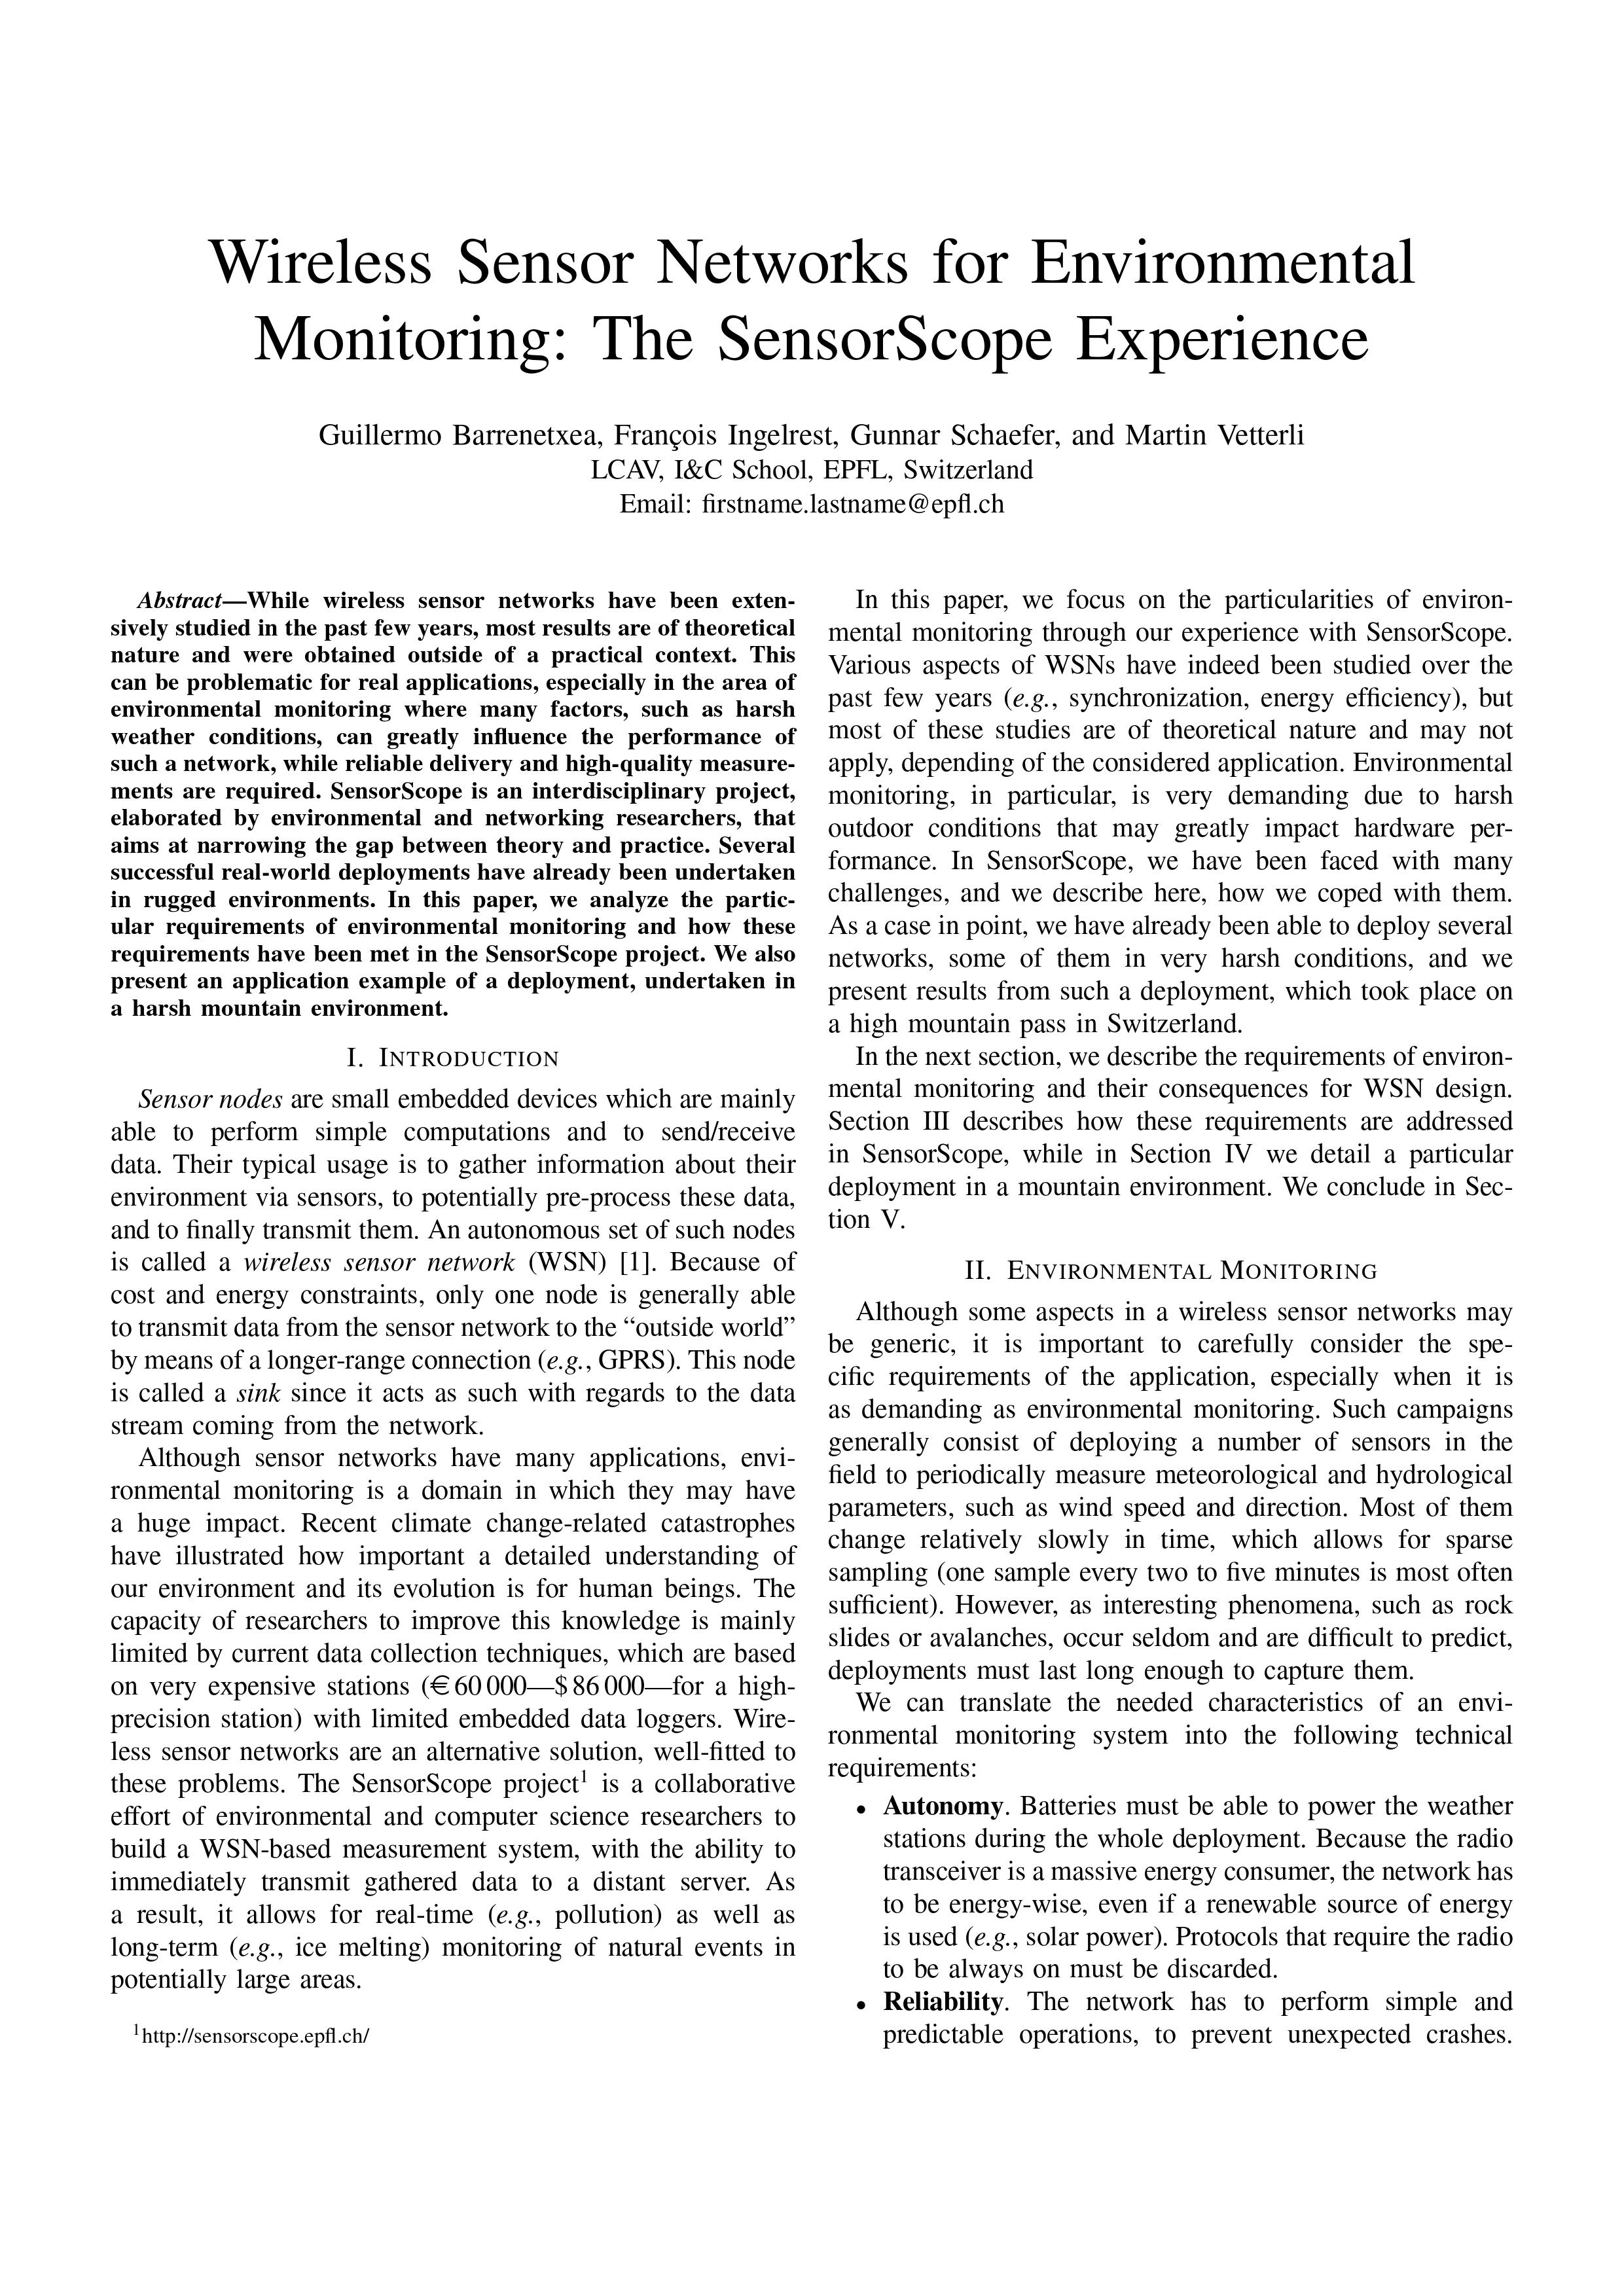 Wireless Sensor Networks for Environmental
Monitoring: The SensorScope Experience
Guillermo Barrenetxea, François Ingelrest, Gunnar Schaefer, and Martin Vetterli
LCAV, I&C School, EPFL, Switzerland
Email: firstname.lastname@epfl.ch
Abstract—While wireless sensor networks have been exten-
sively studied in the past few years, most results are of theoretical
nature and were obtained outside of a practical context. This
can be problematic for real applications, especially in the area of
environmental monitoring where many factors, such as harsh
weather conditions, can greatly influence the performance of
such a network, while reliable delivery and high-quality measure-
ments are required. SensorScope is an interdisciplinary project,
elaborated by environmental and networking researchers, that
aims at narrowing the gap between theory and practice. Several
successful real-world deployments have already been undertaken
in rugged environments. In this paper, we analyze the partic-
ular requirements of environmental monitoring and how these
requirements have been met in the SensorScope project. We also
present an application example of a deployment, undertaken in
a harsh mountain environment.
I. INTRODUCTION
Sensor nodes are small embedded devices which are mainly
able to perform simple computations and to send/receive
data. Their typical usage is to gather information about their
environment via sensors, to potentially pre-process these data,
and to finally transmit them. An autonomous set of such nodes
is called a wireless sensor network (WSN) [1]. Because of
cost and energy constraints, only one node is generally able
to transmit data from the sensor network to the “outside world”
by means of a longer-range connection (e.g., GPRS). This node
is called a sink since it acts as such with regards to the data
stream coming from the network.
Although sensor networks have many applications, envi-
ronmental monitoring is a domain in which they may have
a huge impact. Recent climate change-related catastrophes
have illustrated how important a detailed understanding of
our environment and its evolution is for human beings. The
capacity of researchers to improve this knowledge is mainly
limited by current data collection techniques, which are based
on very expensive stations (€ 60 000—$ 86 000—for a high-
precision station) with limited embedded data loggers. Wire-
less sensor networks are an alternative solution, well-fitted to
these problems. The SensorScope project1 is a collaborative
effort of environmental and computer science researchers to
build a WSN-based measurement system, with the ability to
immediately transmit gathered data to a distant server. As
a result, it allows for real-time (e.g., pollution) as well as
long-term (e.g., ice melting) monitoring of natural events in
potentially large areas.
1http://sensorscope.epfl.ch/
In this paper, we focus on the particularities of environ-
mental monitoring through our experience with SensorScope.
Various aspects of WSNs have indeed been studied over the
past few years (e.g., synchronization, energy efficiency), but
most of these studies are of theoretical nature and may not
apply, depending of the considered application. Environmental
monitoring, in particular, is very demanding due to harsh
outdoor conditions that may greatly impact hardware per-
formance. In SensorScope, we have been faced with many
challenges, and we describe here, how we coped with them.
As a case in point, we have already been able to deploy several
networks, some of them in very harsh conditions, and we
present results from such a deployment, which took place on
a high mountain pass in Switzerland.
In the next section, we describe the requirements of environ-
mental monitoring and their consequences for WSN design.
Section III describes how these requirements are addressed
in SensorScope, while in Section IV we detail a particular
deployment in a mountain environment. We conclude in Sec-
tion V.
II. ENVIRONMENTAL MONITORING
Although some aspects in a wireless sensor networks may
be generic, it is important to carefully consider the spe-
cific requirements of the application, especially when it is
as demanding as environmental monitoring. Such campaigns
generally consist of deploying a number of sensors in the
field to periodically measure meteorological and hydrological
parameters, such as wind speed and direction. Most of them
change relatively slowly in time, which allows for sparse
sampling (one sample every two to five minutes is most often
sufficient). However, as interesting phenomena, such as rock
slides or avalanches, occur seldom and are difficult to predict,
deployments must last long enough to capture them.
We can translate the needed characteristics of an envi-
ronmental monitoring system into the following technical
requirements:
• Autonomy. Batteries must be able to power the weather
stations during the whole deployment. Because the radio
transceiver is a massive energy consumer, the network has
to be energy-wise, even if a renewable source of energy
is used (e.g., solar power). Protocols that require the radio
to be always on must be discarded.
• Reliability. The network has to perform simple and
predictable operations, to prevent unexpected crashes.